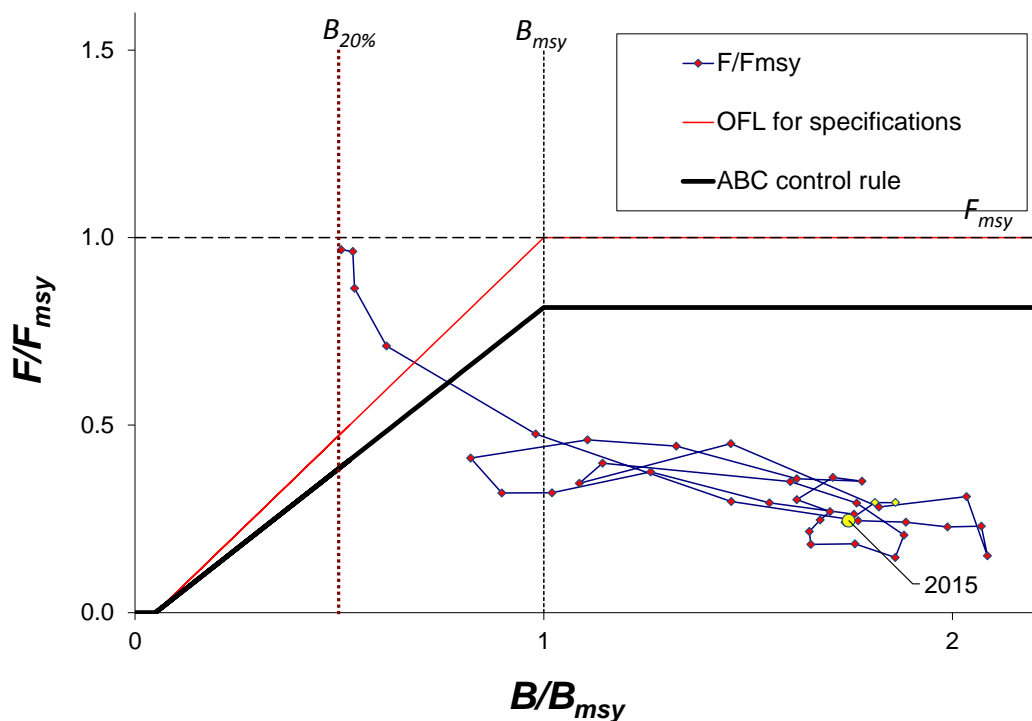 1.5
B20%
Bmsy
F/Fmsy
OFL for specifications
ABC control rule
Fmsy
1.0
F/Fmsy
0.5
2015
0.0
0
1
2
B/Bmsy